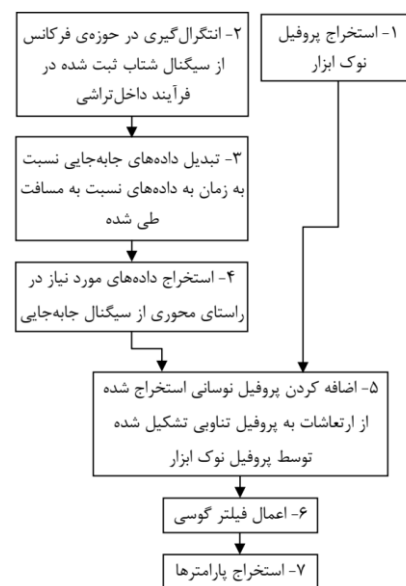 ۱- استخراج پروفیل
نوک ابزار
۲- انتگرال‌گیری در حوزه‌ی فرکانس
از سیگنال شتاب ثبت شده در
فرآیند داخل‌تراشی
۳- تبدیل داده‌های جابه‌جایی نسبت
به زمان به داده‌های نسبت به مسافت
طی شده
۴- استخراج داده‌های مورد نیاز در
راستای محوری از سیگنال جابه‌جایی
۵- اضافه کردن پروفیل نوسانی استخراج شده
از ارتعاشات به پروفیل تناوبی تشکیل شده
توسط پروفیل نوک ابزار
۶- اعمال فیلتر گوسی
۷- استخراج پارامترها